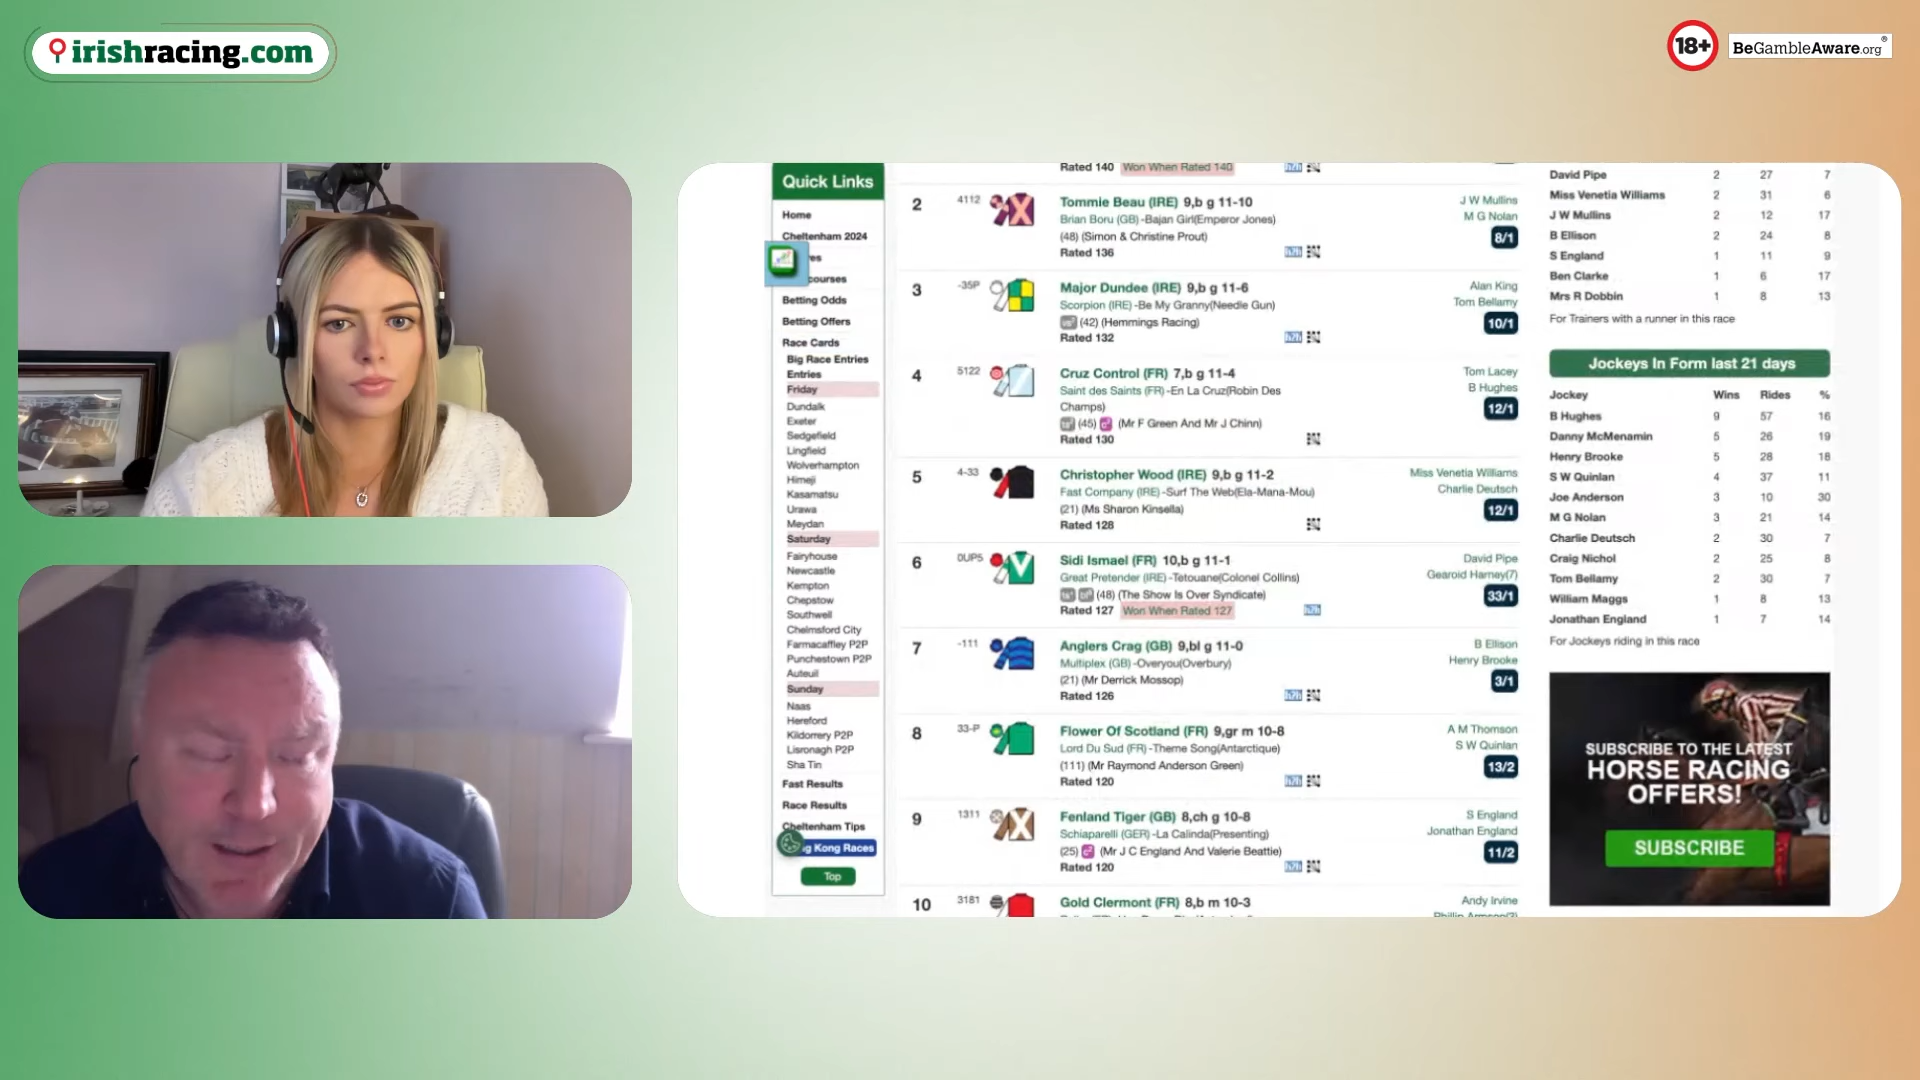 irishracing.com
18+
BeGambleAware.org®
Quick Links
Home
Cheltenham 2024
es
courses
Betting Odds
Betting Offers
Race Cards
Big Race Entries
Entries
Friday
Dundalk
Exeter
Sedgefield
Lingfield
Wolverhampton
Himeji
Kasamatsu
Urawa
Meydan
Saturday
Fairyhouse
Newcastle
Kempton
Chepstow
Southwell
Chelmsford City
Farmacaffley P2P
Punchestown P2P
Auteuil
Sunday
Naas
Hereford
Kildorrery P2P
Lisronagh P2P
Sha Tin
Fast Results
Race Results
Cheltenham Tips
g Kong Races
Top
Rated 140 Won When Rated 140
2 4112 Tommie Beau (IRE) 9,b g 11-10 J W Mullins
Brian Boru (GB) -Bajan Girl(Emperor Jones) M G Nolan
(48) (Simon & Christine Prout) 8/1
Rated 136
3 -35P Major Dundee (IRE) 9,b g 11-6 Alan King
Scorpion (IRE) -Be My Granny(Needle Gun) Tom Bellamy
(42) (Hemmings Racing) 10/1
Rated 132
4 5122 Cruz Control (FR) 7,b g 11-4 Tom Lacey
Saint des Saints (FR) -En La Cruz(Robin Des B Hughes
Champs) 12/1
(45) (Mr F Green And Mr J Chinn)
Rated 130
5 4-33 Christopher Wood (IRE) 9,b g 11-2 Miss Venetia Williams
Fast Company (IRE) -Surf The Web(Ela-Mana-Mou) Charlie Deutsch
(21) (Ms Sharon Kinsella) 12/1
Rated 128
6 0UP5 Sidi Ismael (FR) 10,b g 11-1 David Pipe
Great Pretender (IRE) -Tetouane(Colonel Collins) Gearoid Harney(7)
(48) (The Show Is Over Syndicate) 33/1
Rated 127 Won When Rated 127
7 -111 Anglers Crag (GB) 9,bl g 11-0 B Ellison
Multiplex (GB) -Overyou(Overbury) Henry Brooke
(21) (Mr Derrick Mossop) 3/1
Rated 126
8 33-P Flower Of Scotland (FR) 9,gr m 10-8 A M Thomson
Lord Du Sud (FR) -Theme Song(Antarctique) S W Quinlan
(111) (Mr Raymond Anderson Green) 13/2
Rated 120
9 1311 Fenland Tiger (GB) 8,ch g 10-8 S England
Schiaparelli (GER) -La Calinda(Presenting) Jonathan England
(25) (Mr J C England And Valerie Beattie) 11/2
Rated 120
10 3181 Gold Clermont (FR) 8,b m 10-3 Andy Irvine
David Pipe 2 27 7
Miss Venetia Williams 2 31 6
J W Mullins 2 12 17
B Ellison 2 24 8
S England 1 11 9
Ben Clarke 1 6 17
Mrs R Dobbin 1 8 13
For Trainers with a runner in this race
Jockeys In Form last 21 days
Jockey Wins Rides %
B Hughes 9 57 16
Danny McMenamin 5 26 19
Henry Brooke 5 28 18
S W Quinlan 4 37 11
Joe Anderson 3 10 30
M G Nolan 3 21 14
Charlie Deutsch 2 30 7
Craig Nichol 2 25 8
Tom Bellamy 2 30 7
William Maggs 1 8 13
Jonathan England 1 7 14
For Jockeys riding in this race
SUBSCRIBE TO THE LATEST
HORSE RACING
OFFERS!
SUBSCRIBE